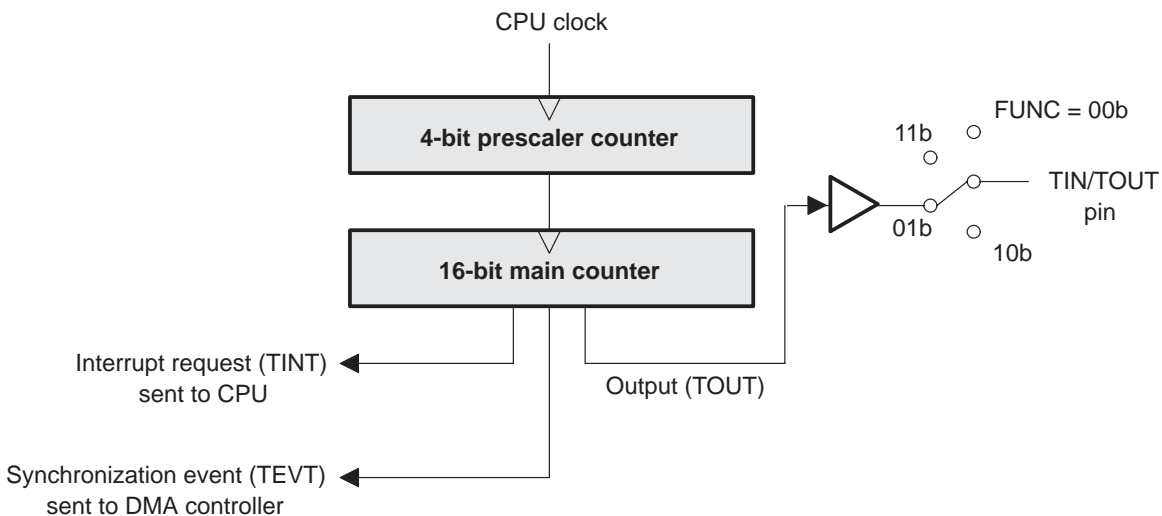 CPU clock
4-bit prescaler counter
FUNC = 00b
11b
TIN/TOUT
pin
01b
10b
16-bit main counter
Interrupt request (TINT)
sent to CPU
Output (TOUT)
Synchronization event (TEVT)
sent to DMA controller